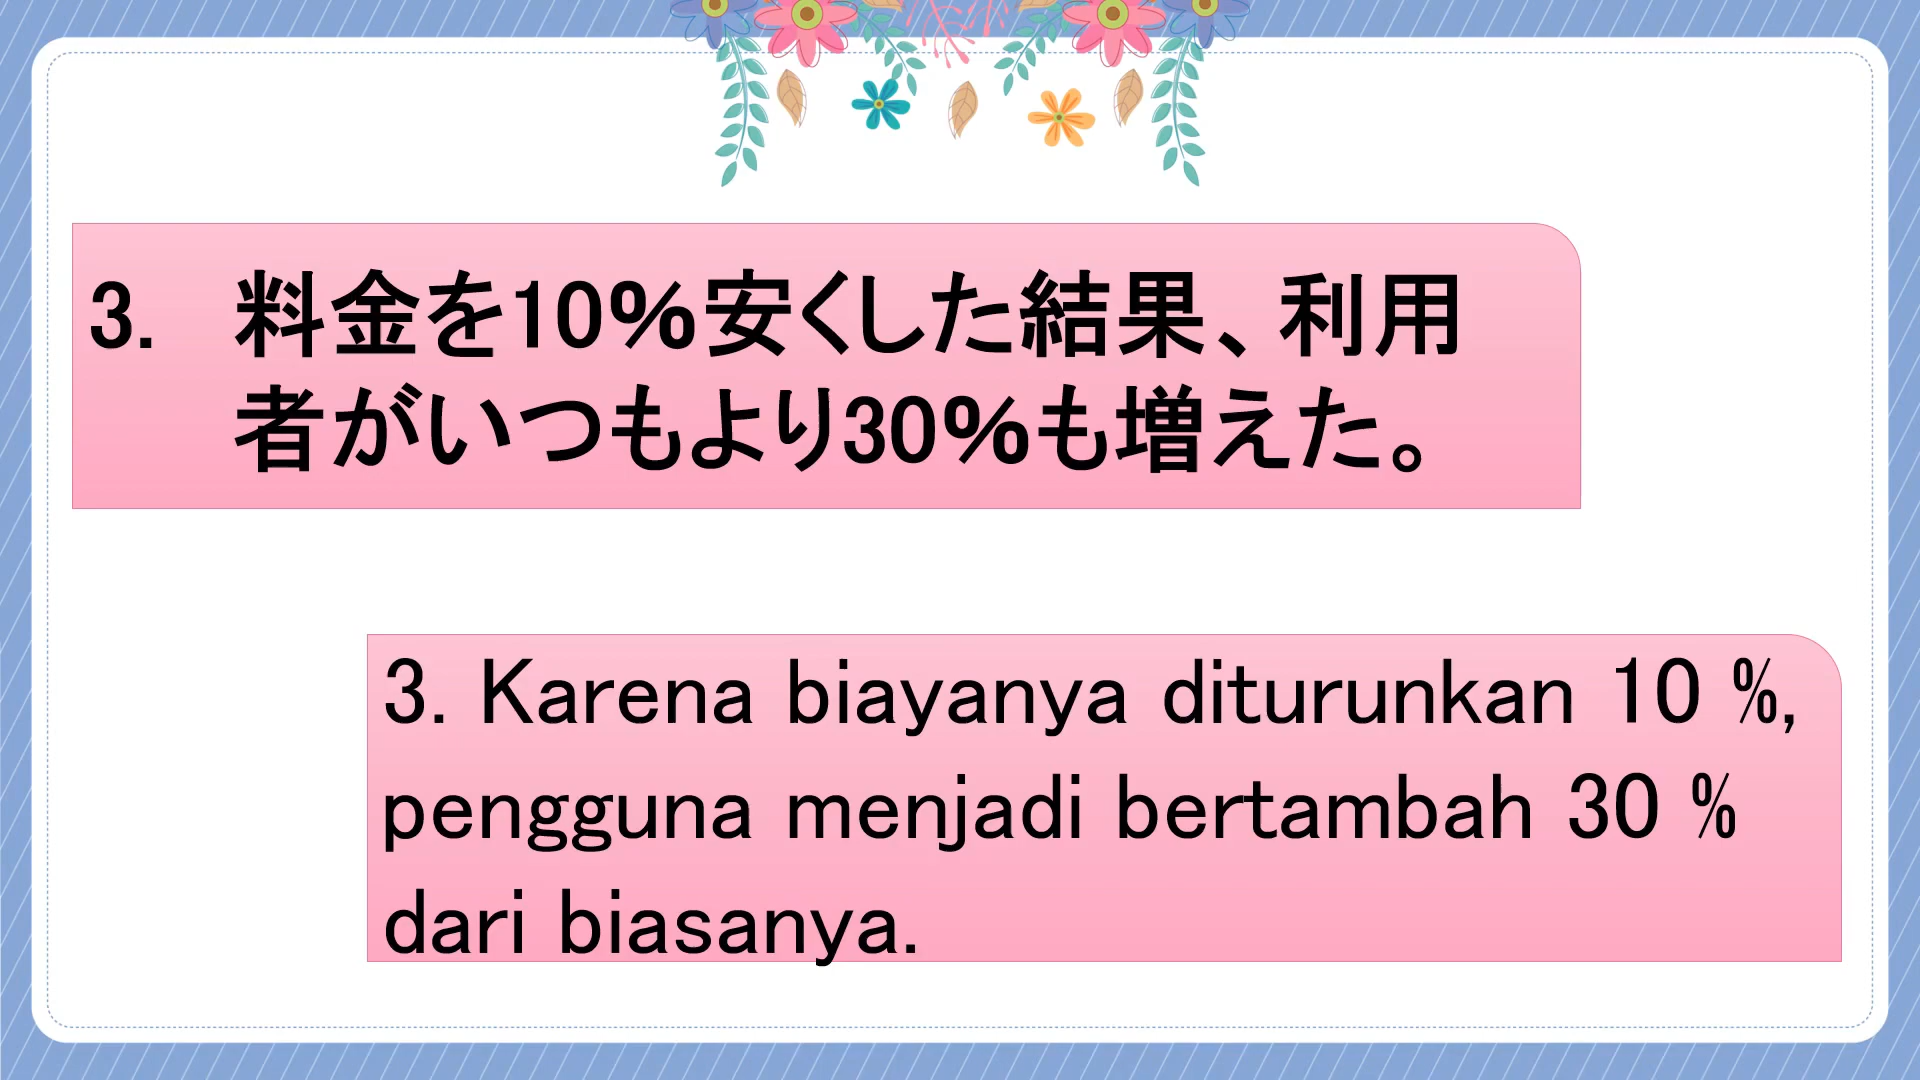 3. 料金を10%安くした結果、利用
者がいつもより30%も増えた。
3. Karena biayanya diturunkan 10 %,
pengguna menjadi bertambah 30 %
dari biasanya.